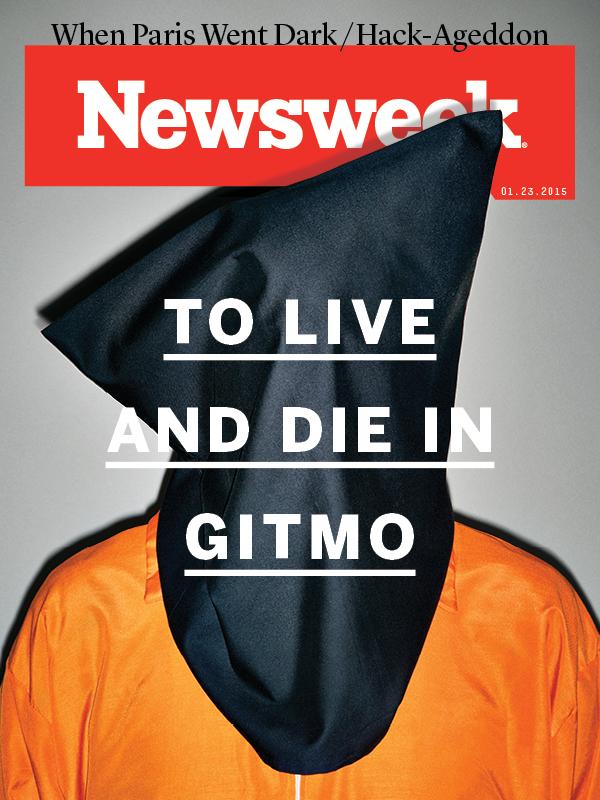 When Paris Went Dark / Hack-Ageddon
Newsweek®
01.23.2015
TO LIVE
AND DIE IN
GITMO